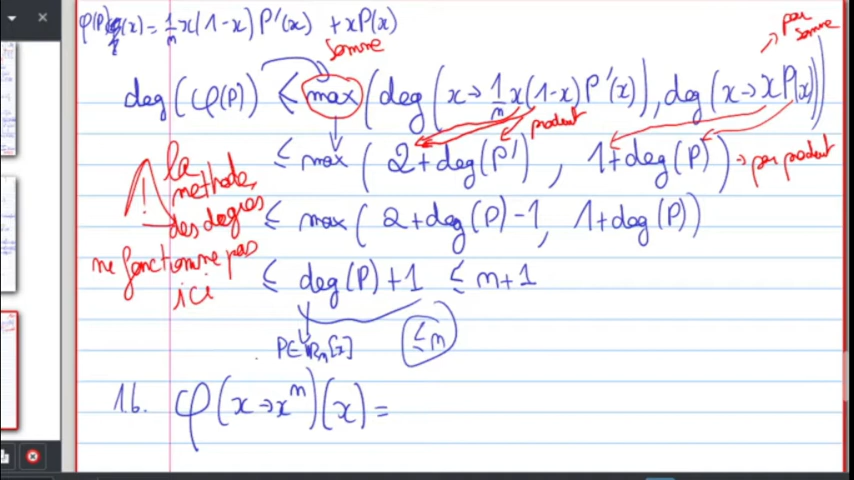 φ(P)(x) = 1/n x(1-x) P'(x) + xP(x)
Somme
par somme
deg(φ(P)) ≤ max(deg(x→ 1/n x(1-x)P'(x)), deg(x→ xP(x)))
produit
≤ max(2+deg(P'), 1+deg(P)) → par produit
≤ max(2+deg(P)-1, 1+deg(P))
≤ deg(P)+1 ≤ n+1
P∈ℝn[x] ≤n
! la
méthode
des degrés
ne fonctionne pas
ici
1b. φ(x→x^n)(x) =